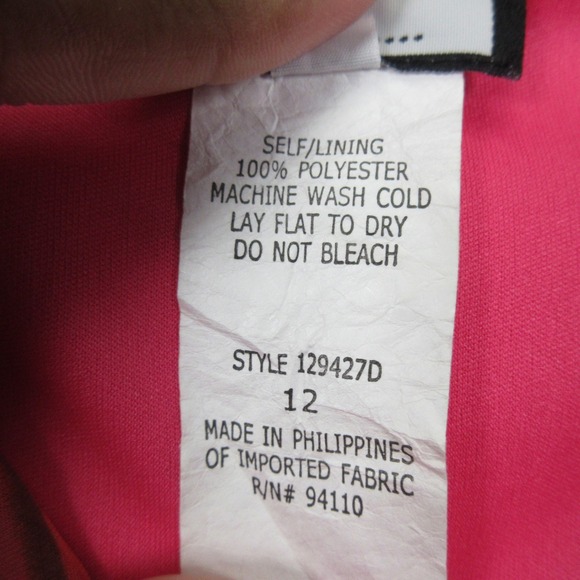 ...
SELF/LINING
100% POLYESTER
MACHINE WASH COLD
LAY FLAT TO DRY
DO NOT BLEACH
STYLE 129427D
12
MADE IN PHILIPPINES
OF IMPORTED FABRIC
R/N# 94110